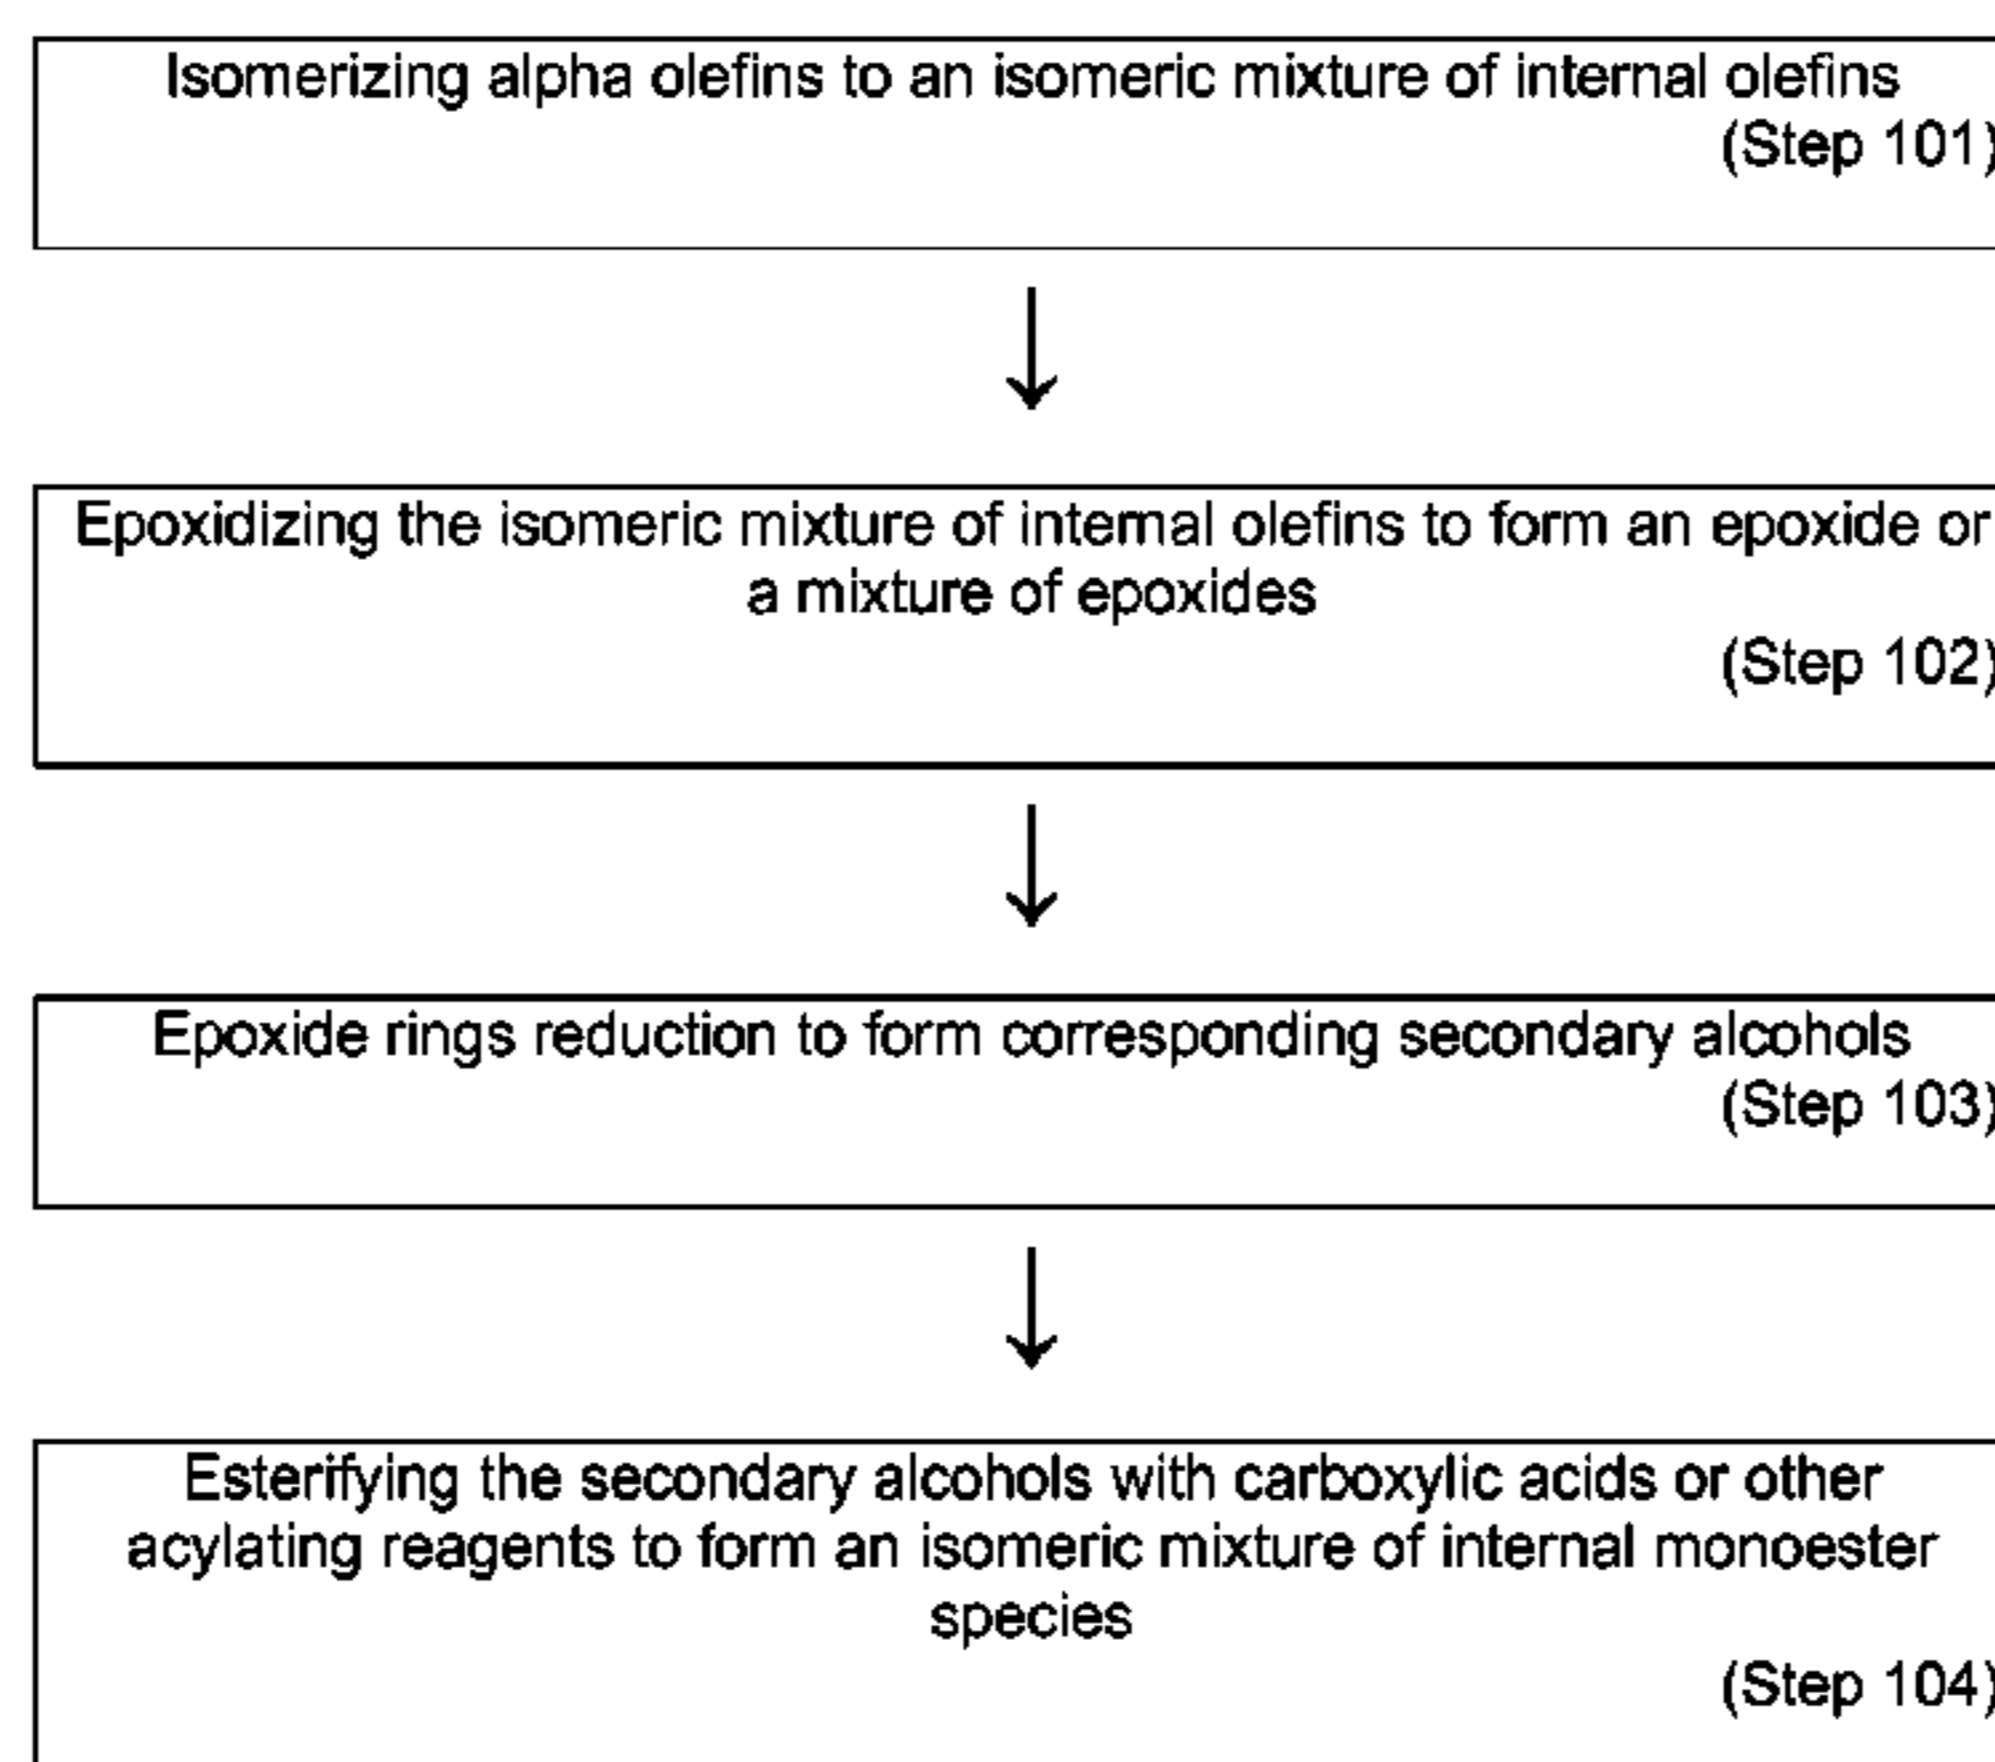 Isomerizing alpha olefins to an isomeric mixture of internal olefins
(Step 101)
Epoxidizing the isomeric mixture of internal olefins to form an epoxide or
a mixture of epoxides
(Step 102)
Epoxide rings reduction to form corresponding secondary alcohols
(Step 103)
Esterifying the secondary alcohols with carboxylic acids or other
acylating reagents to form an isomeric mixture of internal monoester
species
(Step 104)